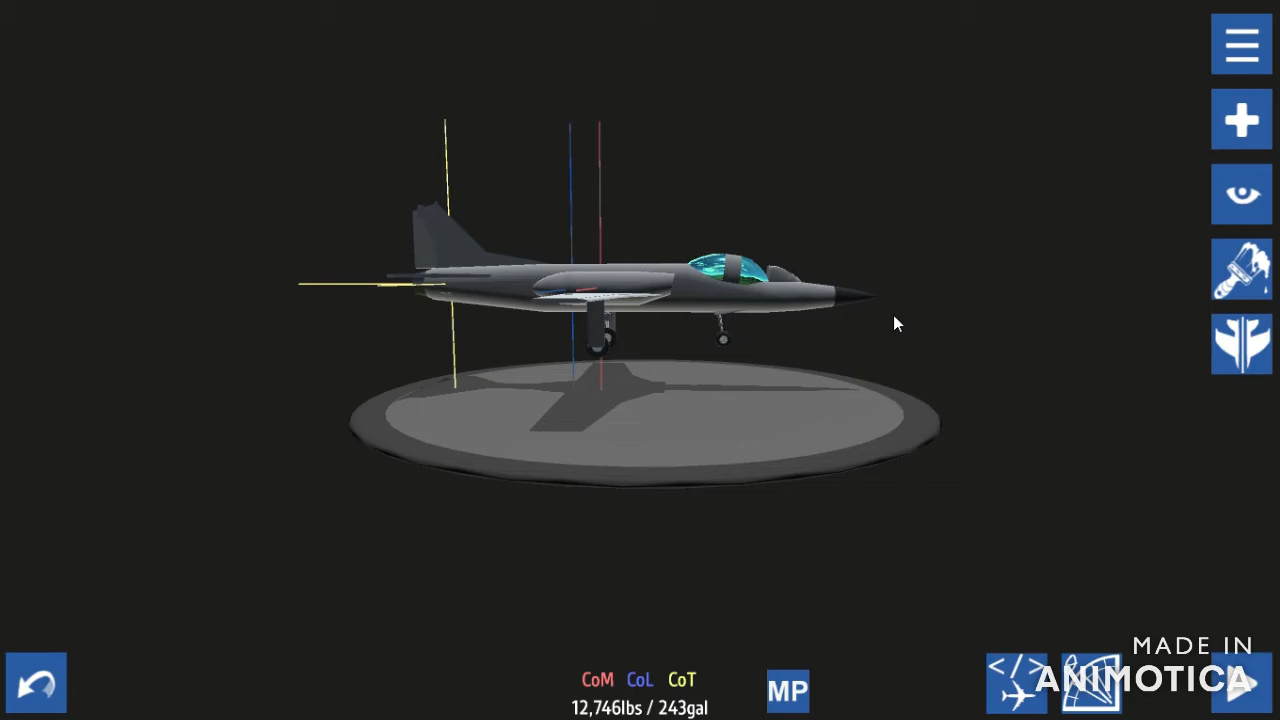 CoM CoL CoT
12,746lbs / 243gal
MP
</>
MADE IN
ANIMOTICA